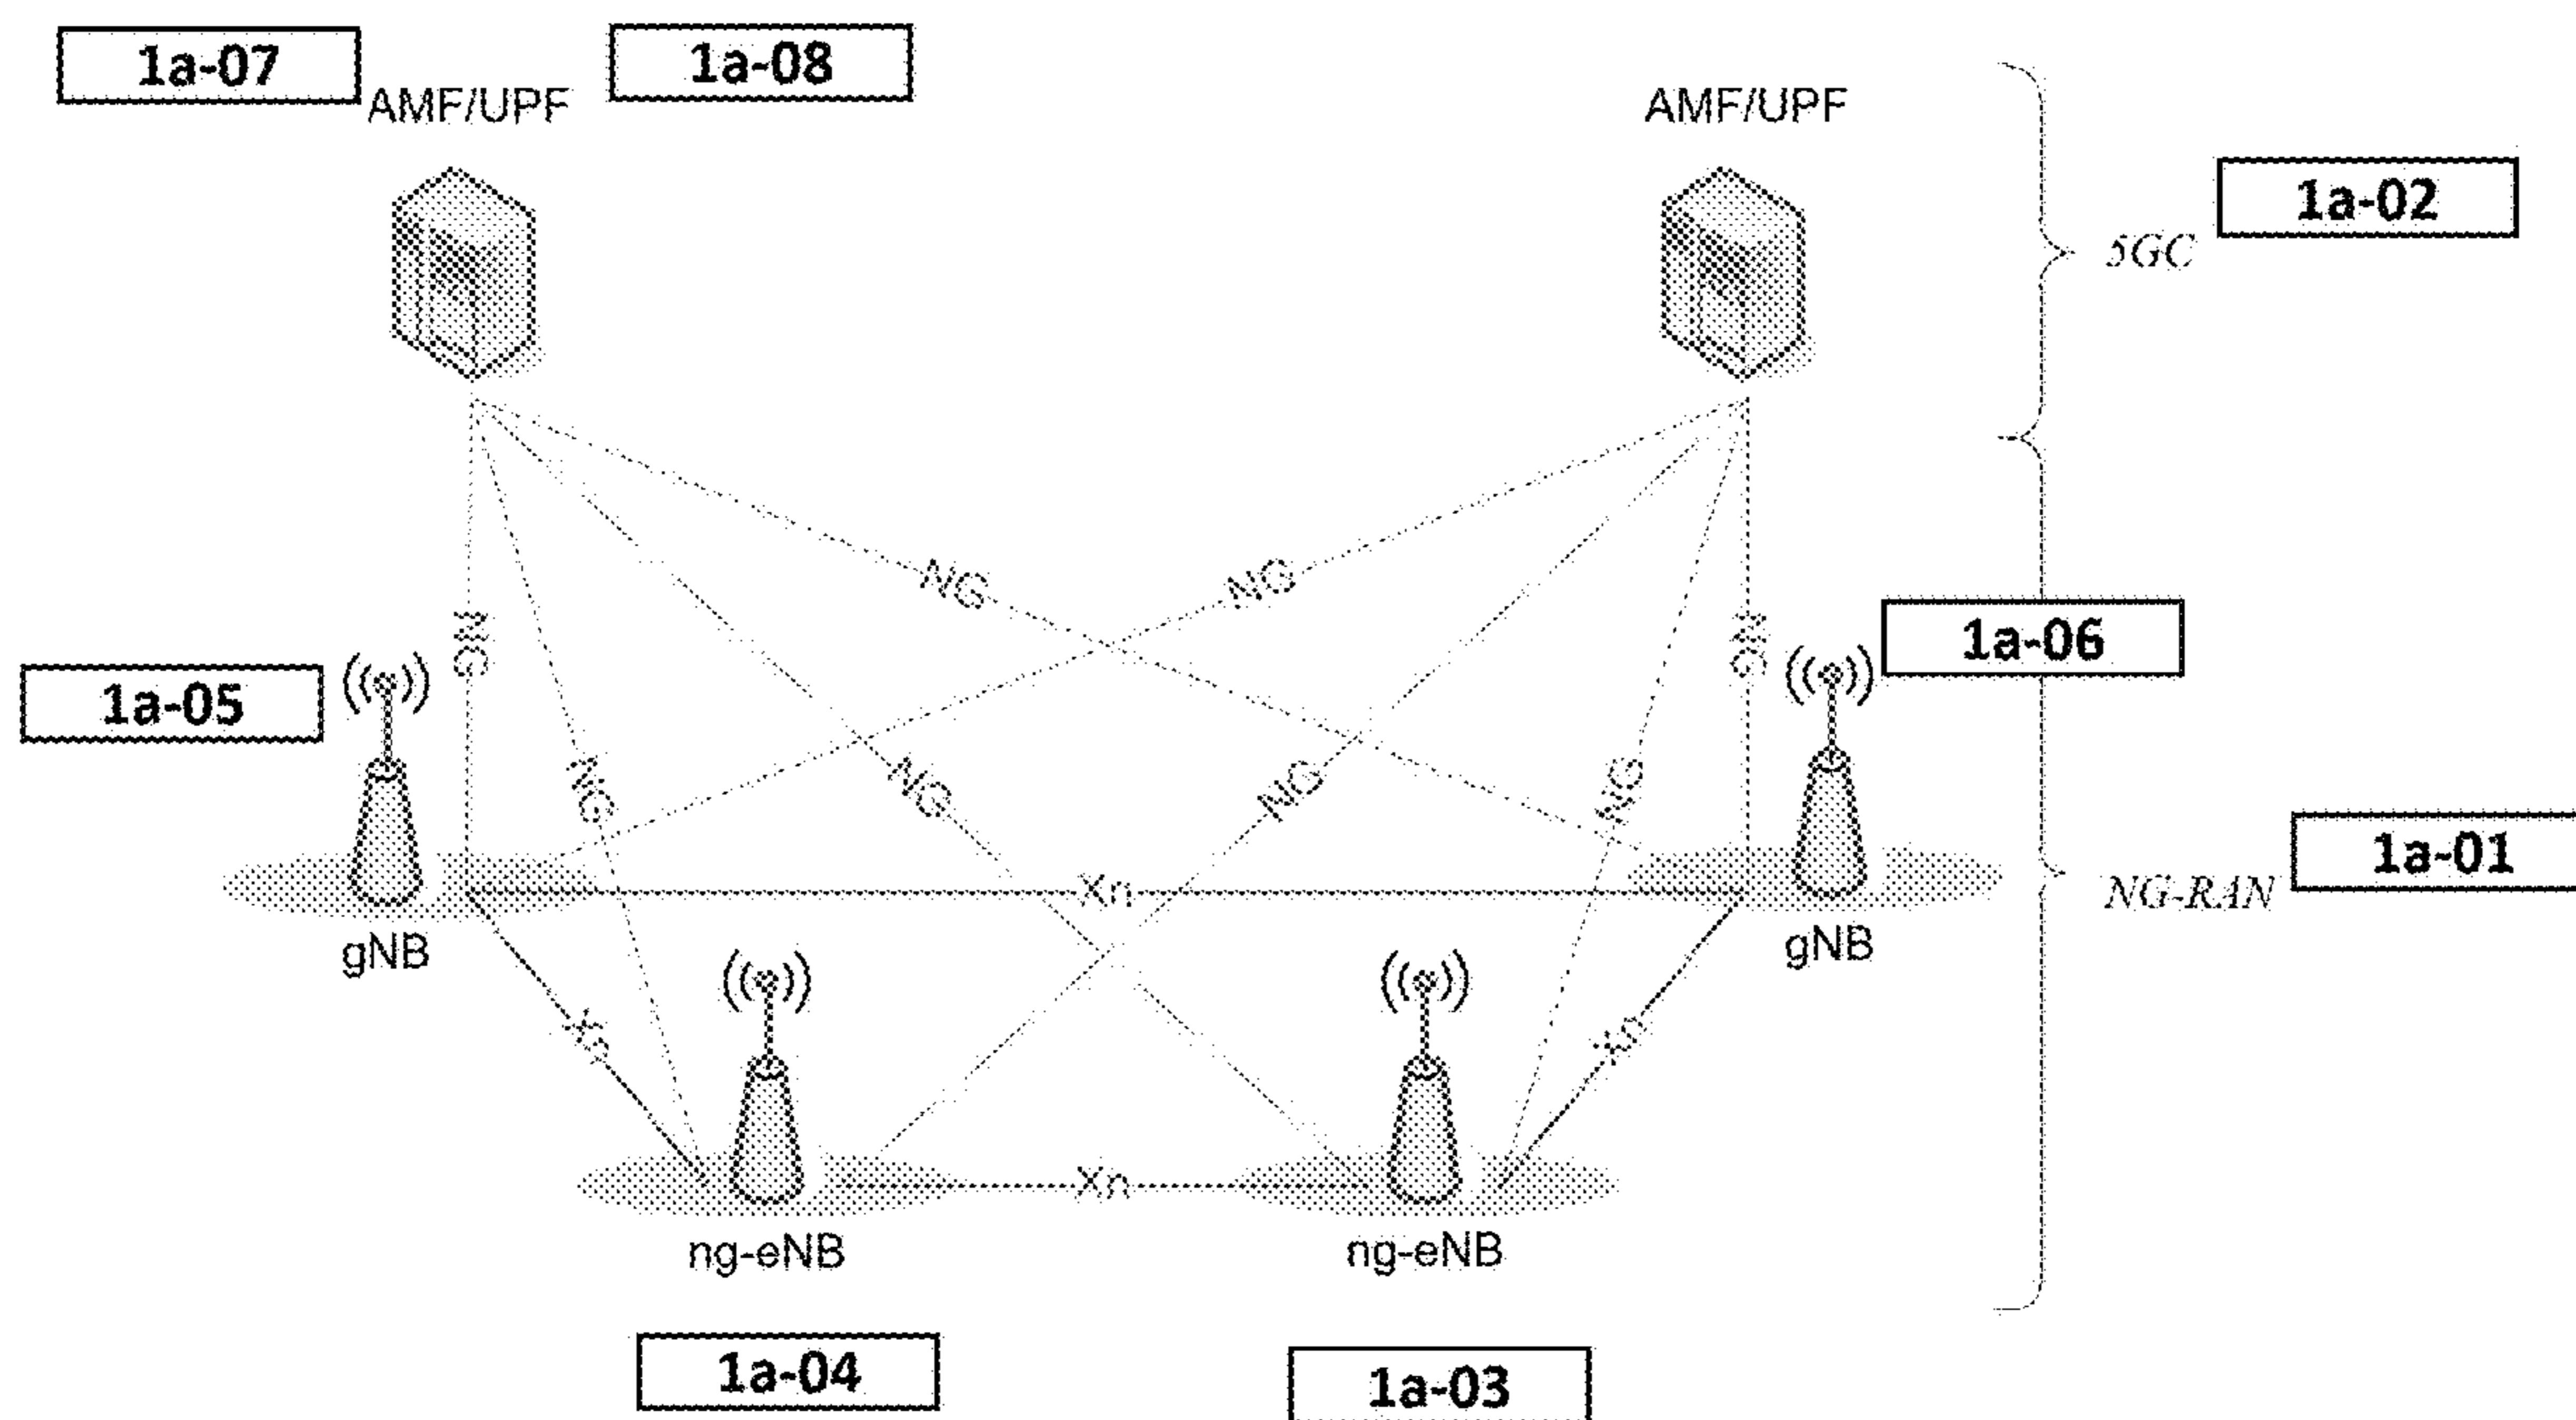 1a-07
1a-08
AMF/UPF
AMF/UPF
1a-02
5GC
NG
NG
NG
NG
1a-06
1a-05
NG
NG
NG
NG
1a-01
Xn
NG-RAN
gNB
gNB
Xn
Xn
Xn
ng-eNB
ng-eNB
1a-04
1a-03